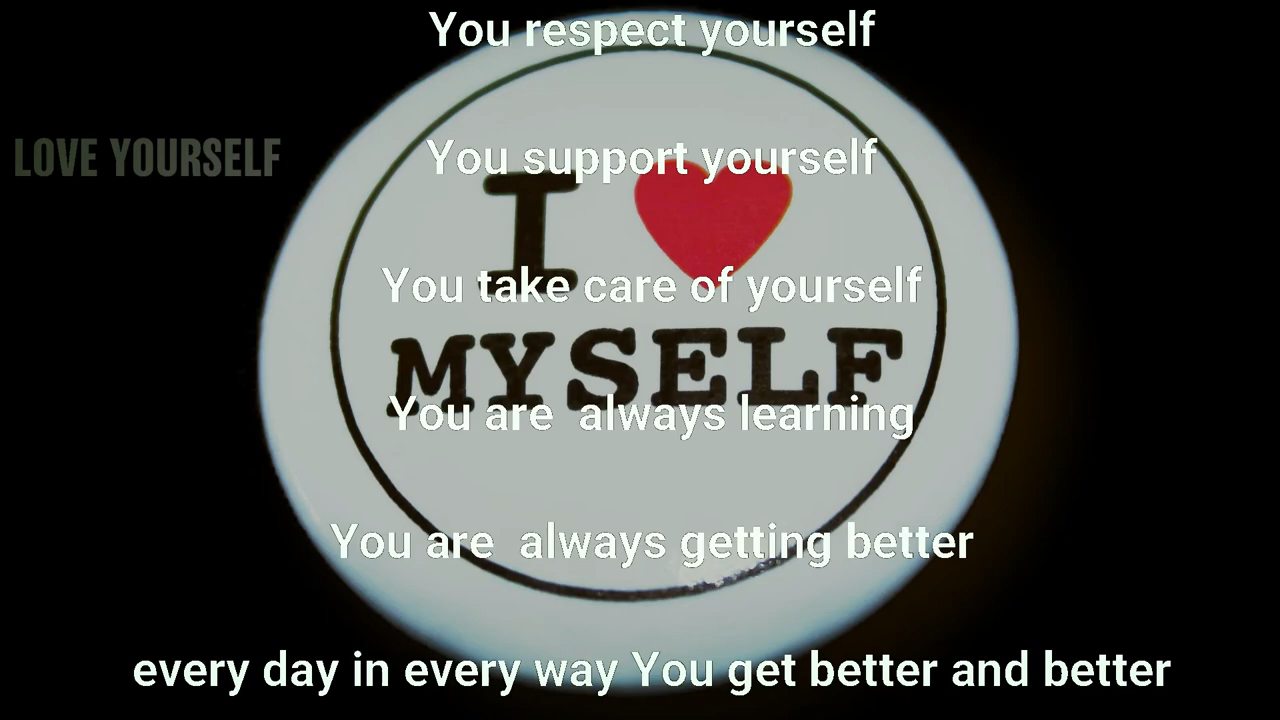 You respect yourself
LOVE YOURSELF
You support yourself
I
You take care of yourself
MYSELF
You are  always learning
You are  always getting better
every day in every way You get better and better